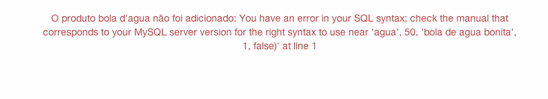 O produto bola d'agua não foi adicionado: You have an error in your SQL syntax; check the manual that
corresponds to your MySQL server version for the right syntax to use near 'agua', 50, 'bola de agua bonita',
1, false)' at line 1